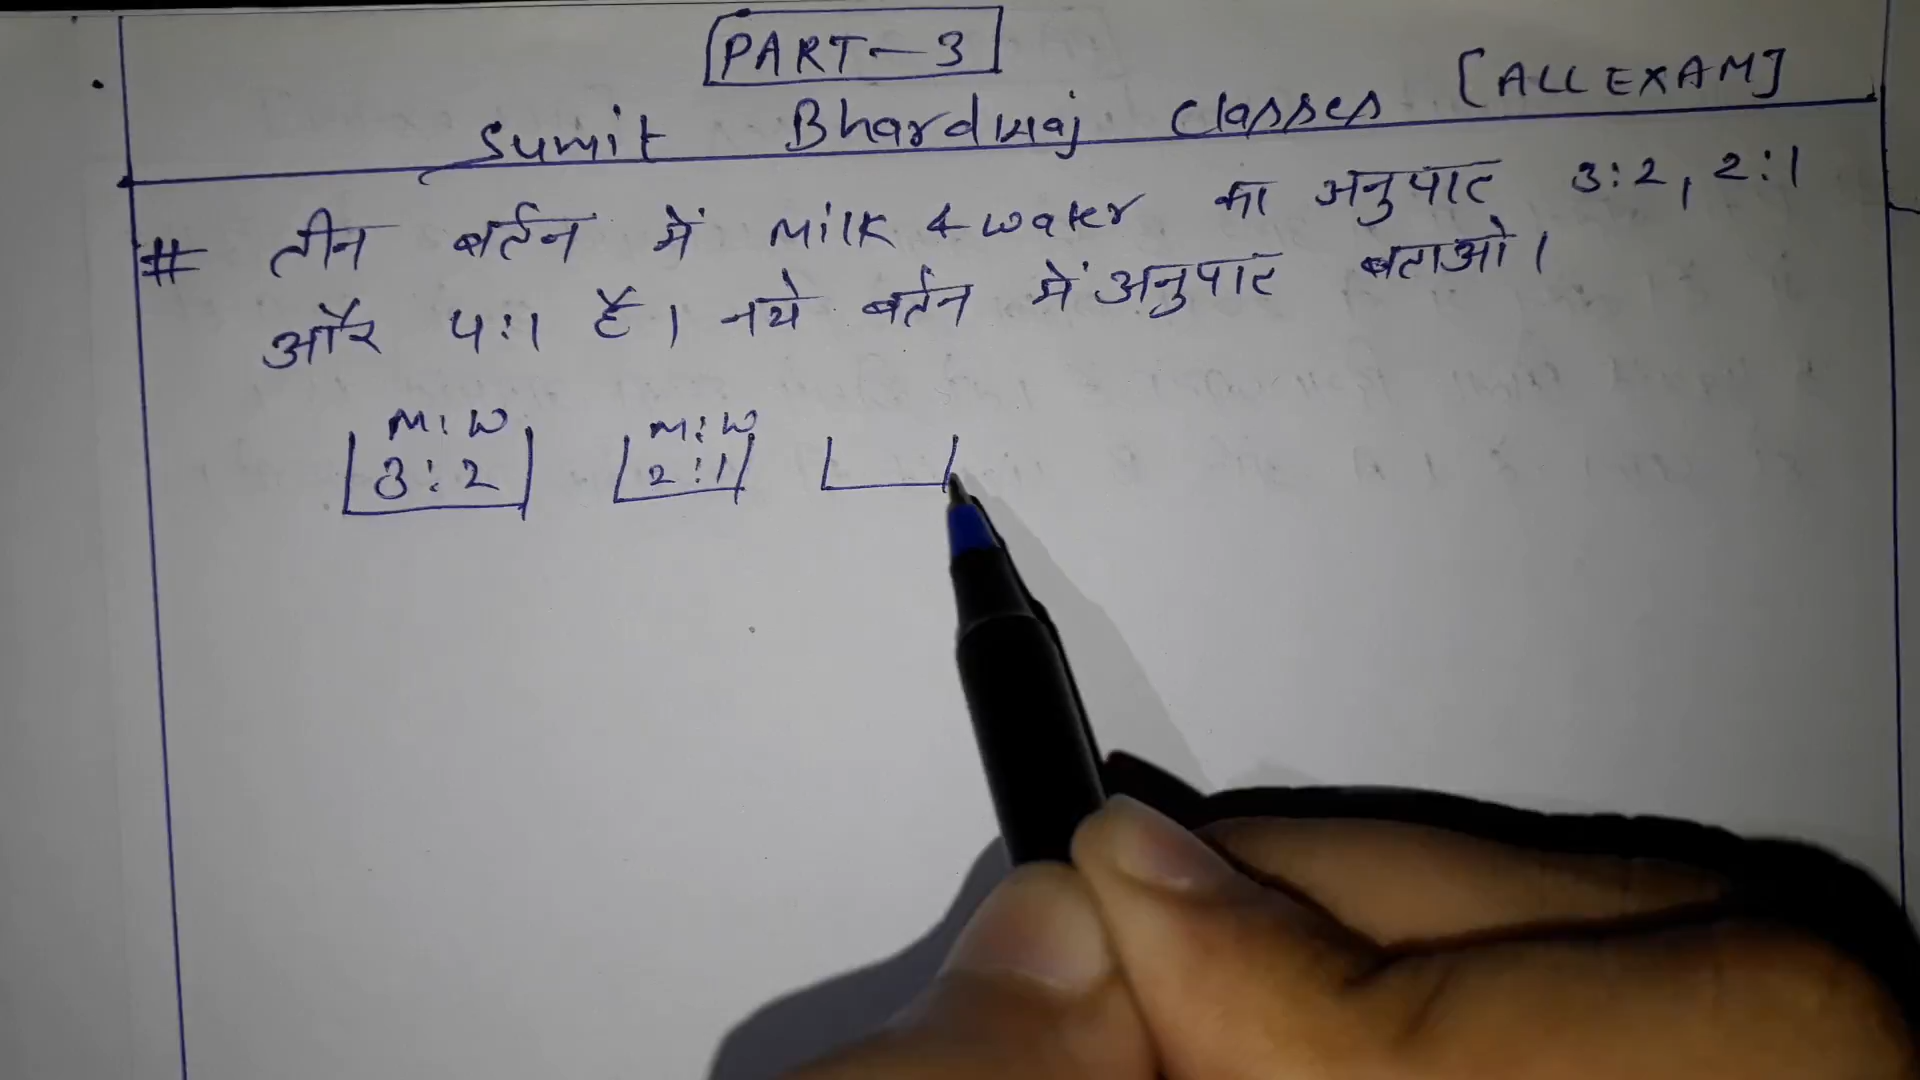 PART-3
Sumit Bhardwaj Classes [ALL EXAM]
# तीन बर्तन में Milk & water का अनुपात 3:2, 2:1
और 4:1 है। नये बर्तन में अनुपात बताओ।
M:W M:W
3:2 2:1